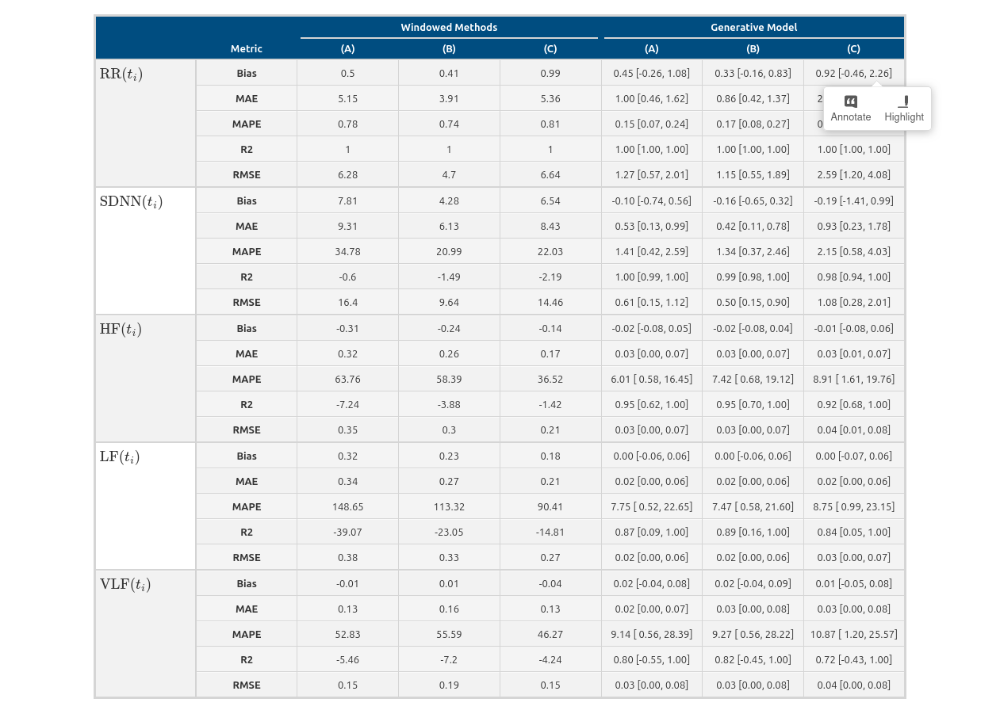 Windowed Methods Generative Model
Metric (A) (B) (C) (A) (B) (C)
RR(t_i) Bias 0.5 0.41 0.99 0.45 [-0.26, 1.08] 0.33 [-0.16, 0.83] 0.92 [-0.46, 2.26]
MAE 5.15 3.91 5.36 1.00 [0.46, 1.62] 0.86 [0.42, 1.37]
Annotate Highlight
MAPE 0.78 0.74 0.81 0.15 [0.07, 0.24] 0.17 [0.08, 0.27]
R2 1 1 1 1.00 [1.00, 1.00] 1.00 [1.00, 1.00] 1.00 [1.00, 1.00]
RMSE 6.28 4.7 6.64 1.27 [0.57, 2.01] 1.15 [0.55, 1.89] 2.59 [1.20, 4.08]
SDNN(t_i) Bias 7.81 4.28 6.54 -0.10 [-0.74, 0.56] -0.16 [-0.65, 0.32] -0.19 [-1.41, 0.99]
MAE 9.31 6.13 8.43 0.53 [0.13, 0.99] 0.42 [0.11, 0.78] 0.93 [0.23, 1.78]
MAPE 34.78 20.99 22.03 1.41 [0.42, 2.59] 1.34 [0.37, 2.46] 2.15 [0.58, 4.03]
R2 -0.6 -1.49 -2.19 1.00 [0.99, 1.00] 0.99 [0.98, 1.00] 0.98 [0.94, 1.00]
RMSE 16.4 9.64 14.46 0.61 [0.15, 1.12] 0.50 [0.15, 0.90] 1.08 [0.28, 2.01]
HF(t_i) Bias -0.31 -0.24 -0.14 -0.02 [-0.08, 0.05] -0.02 [-0.08, 0.04] -0.01 [-0.08, 0.06]
MAE 0.32 0.26 0.17 0.03 [0.00, 0.07] 0.03 [0.00, 0.07] 0.03 [0.01, 0.07]
MAPE 63.76 58.39 36.52 6.01 [ 0.58, 16.45] 7.42 [ 0.68, 19.12] 8.91 [ 1.61, 19.76]
R2 -7.24 -3.88 -1.42 0.95 [0.62, 1.00] 0.95 [0.70, 1.00] 0.92 [0.68, 1.00]
RMSE 0.35 0.3 0.21 0.03 [0.00, 0.07] 0.03 [0.00, 0.07] 0.04 [0.01, 0.08]
LF(t_i) Bias 0.32 0.23 0.18 0.00 [-0.06, 0.06] 0.00 [-0.06, 0.06] 0.00 [-0.07, 0.06]
MAE 0.34 0.27 0.21 0.02 [0.00, 0.06] 0.02 [0.00, 0.06] 0.02 [0.00, 0.06]
MAPE 148.65 113.32 90.41 7.75 [ 0.52, 22.65] 7.47 [ 0.58, 21.60] 8.75 [ 0.99, 23.15]
R2 -39.07 -23.05 -14.81 0.87 [0.09, 1.00] 0.89 [0.16, 1.00] 0.84 [0.05, 1.00]
RMSE 0.38 0.33 0.27 0.02 [0.00, 0.06] 0.02 [0.00, 0.06] 0.03 [0.00, 0.07]
VLF(t_i) Bias -0.01 0.01 -0.04 0.02 [-0.04, 0.08] 0.02 [-0.04, 0.09] 0.01 [-0.05, 0.08]
MAE 0.13 0.16 0.13 0.02 [0.00, 0.07] 0.03 [0.00, 0.08] 0.03 [0.00, 0.08]
MAPE 52.83 55.59 46.27 9.14 [ 0.56, 28.39] 9.27 [ 0.56, 28.22] 10.87 [ 1.20, 25.57]
R2 -5.46 -7.2 -4.24 0.80 [-0.55, 1.00] 0.82 [-0.45, 1.00] 0.72 [-0.43, 1.00]
RMSE 0.15 0.19 0.15 0.03 [0.00, 0.08] 0.03 [0.00, 0.08] 0.04 [0.00, 0.08]